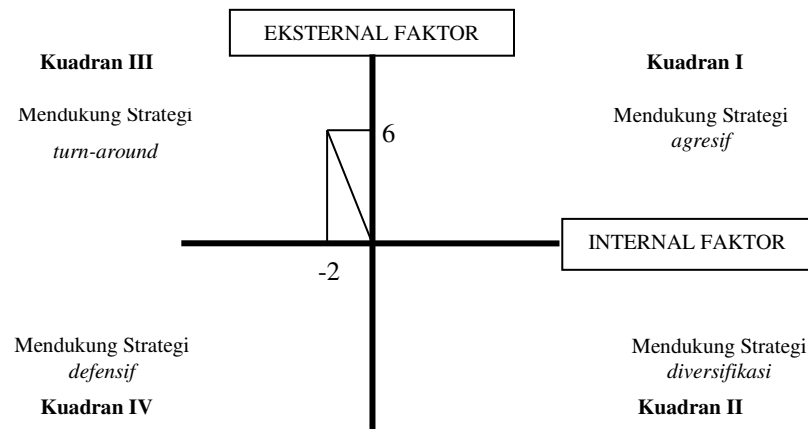 EKSTERNAL FAKTOR
Kuadran III
Kuadran I
Mendukung Strategi
turn-around
Mendukung Strategi
agresif
6
INTERNAL FAKTOR
-2
Mendukung Strategi
defensif
Kuadran IV
Mendukung Strategi
diversifikasi
Kuadran II